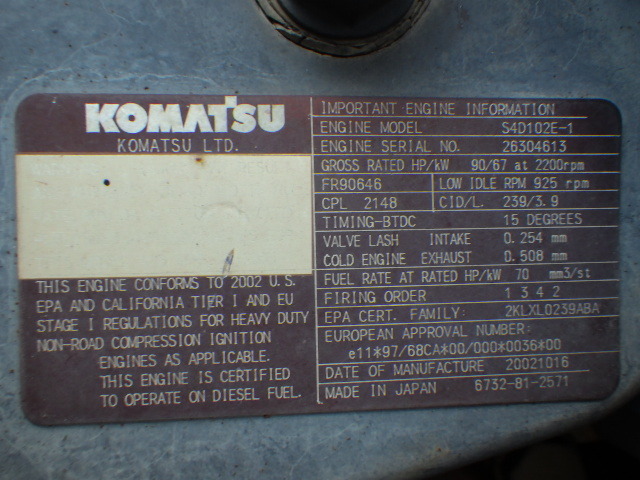 KOMATSU
KOMATSU LTD.
THIS ENGINE CONFORMS TO 2002 U.S.
EPA AND CALIFORNIA TIER I AND EU
STAGE I REGULATIONS FOR HEAVY DUTY
NON-ROAD COMPRESSION IGNITION
ENGINES AS APPLICABLE.
THIS ENGINE IS CERTIFIED
TO OPERATE ON DIESEL FUEL.
IMPORTANT ENGINE INFORMATION
ENGINE MODEL S4D102E-1
ENGINE SERIAL NO. 26304613
GROSS RATED HP/kW 90/67 at 2200rpm
FR90646 LOW IDLE RPM 925 rpm
CPL 2148 CID/L. 239/3.9
TIMING-BTDC 15 DEGREES
VALVE LASH INTAKE 0.254 mm
COLD ENGINE EXHAUST 0.508 mm
FUEL RATE AT RATED HP/kW 70 mm3/st
FIRING ORDER 1 3 4 2
EPA CERT. FAMILY: 2KLXL0239ABA
EUROPEAN APPROVAL NUMBER:
e11*97/68CA*00/000*0036*00
DATE OF MANUFACTURE 20021016
MADE IN JAPAN 6732-81-2571